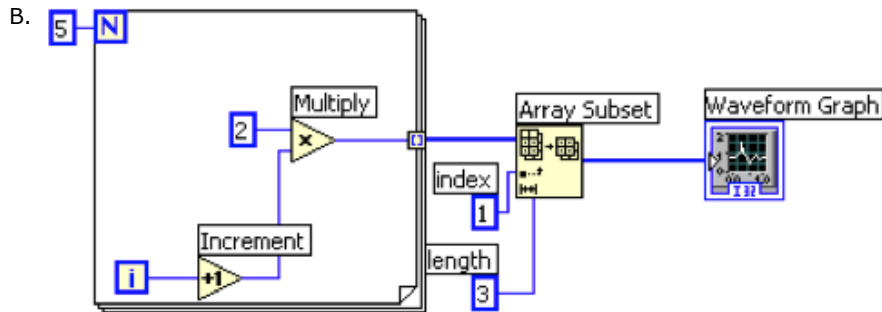 B.
5 N
Multiply
2 x
Array Subset
Waveform Graph
index
1
Increment
i +1
length
3
I32